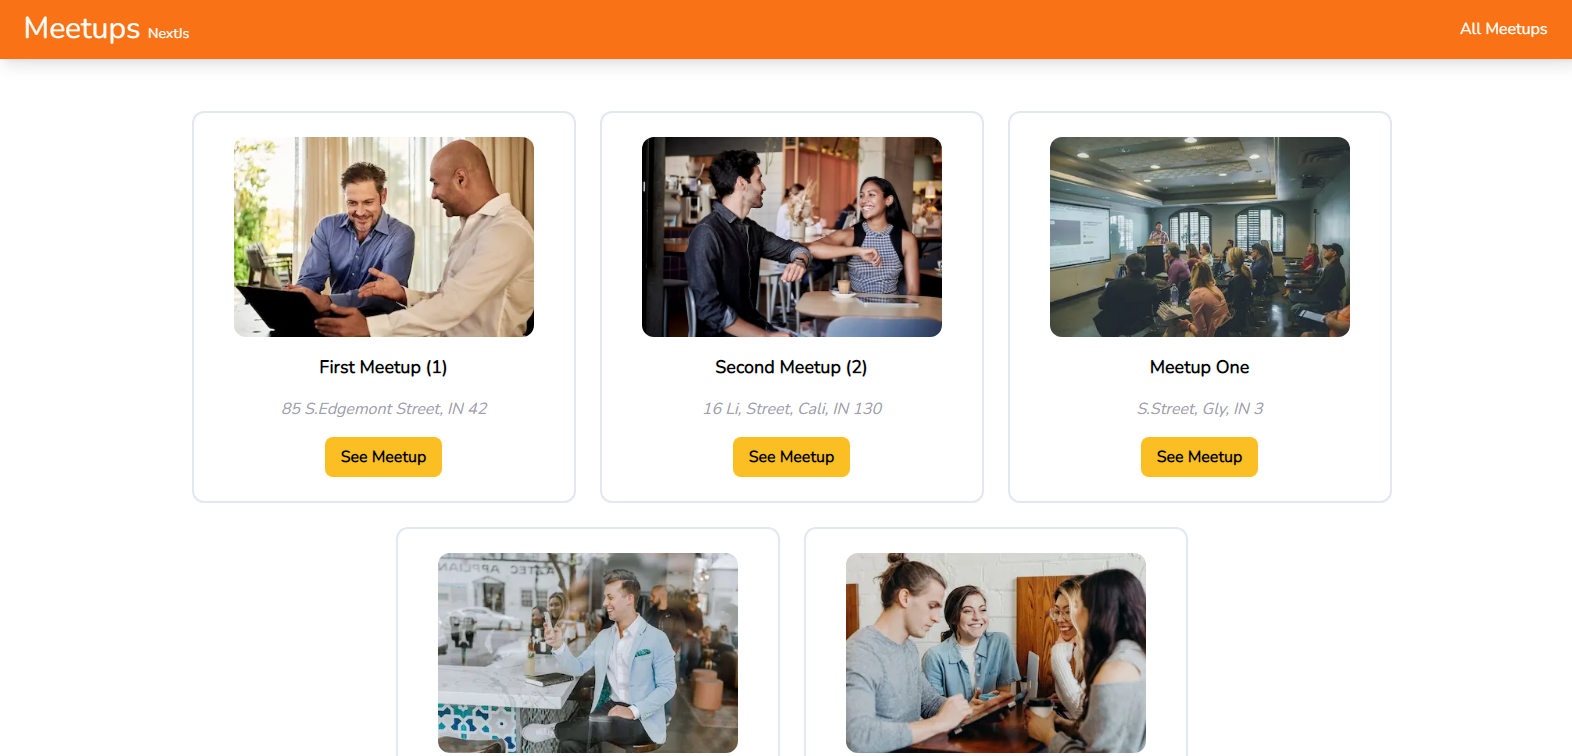 Meetups NextJs
All Meetups
First Meetup (1)
85 S.Edgemont Street, IN 42
See Meetup
Second Meetup (2)
16 Li, Street, Cali, IN 130
See Meetup
Meetup One
S.Street, Gly, IN 3
See Meetup